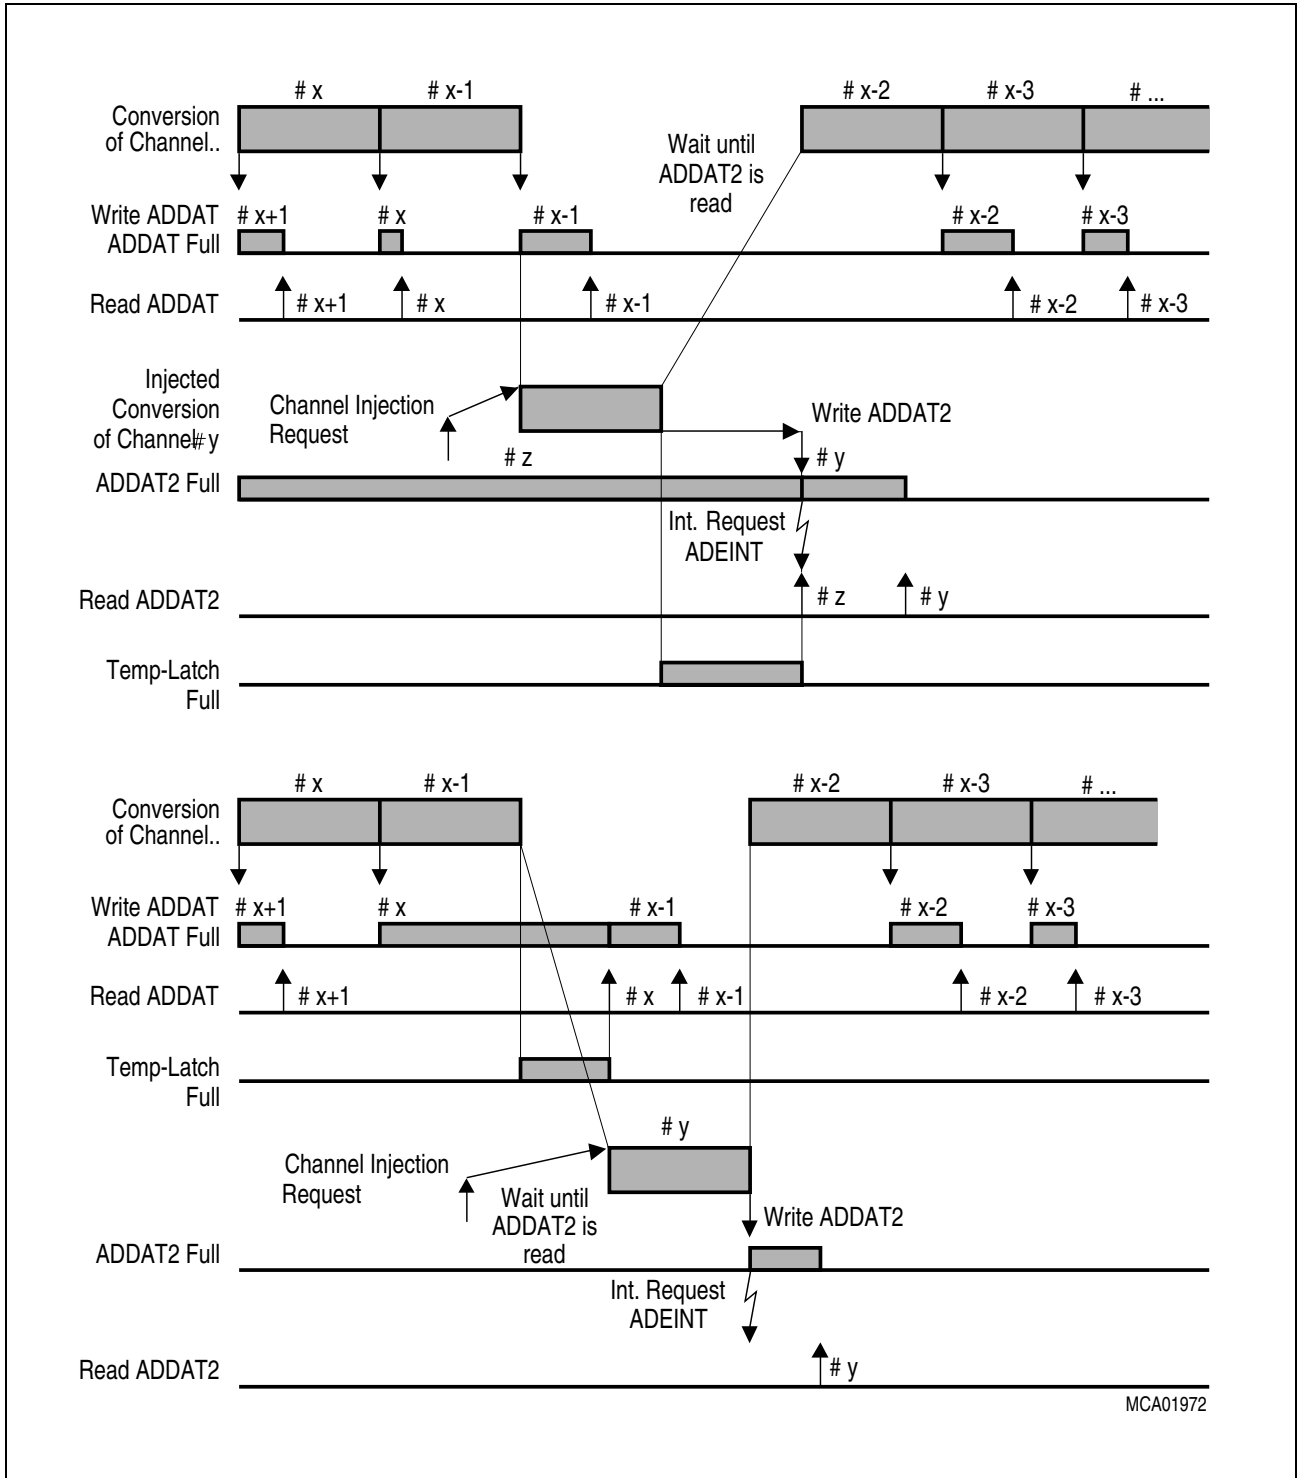 # x # x-1 # x-2 # x-3 # ...
Conversion
of Channel..
Wait until
ADDAT2 is
read
Write ADDAT # x+1 # x # x-1 # x-2 # x-3
ADDAT Full
Read ADDAT # x+1 # x # x-1 # x-2 # x-3
Injected
Conversion
of Channel# y
Channel Injection
Request
Write ADDAT2
# z # y
ADDAT2 Full
Int. Request
ADEINT
Read ADDAT2 # z # y
Temp-Latch
Full
# x # x-1 # x-2 # x-3 # ...
Conversion
of Channel..
Write ADDAT # x+1 # x # x-1 # x-2 # x-3
ADDAT Full
Read ADDAT # x+1 # x # x-1 # x-2 # x-3
Temp-Latch
Full
# y
Channel Injection
Request
Wait until
ADDAT2 is
read
Write ADDAT2
ADDAT2 Full
Int. Request
ADEINT
Read ADDAT2 # y
MCA01972